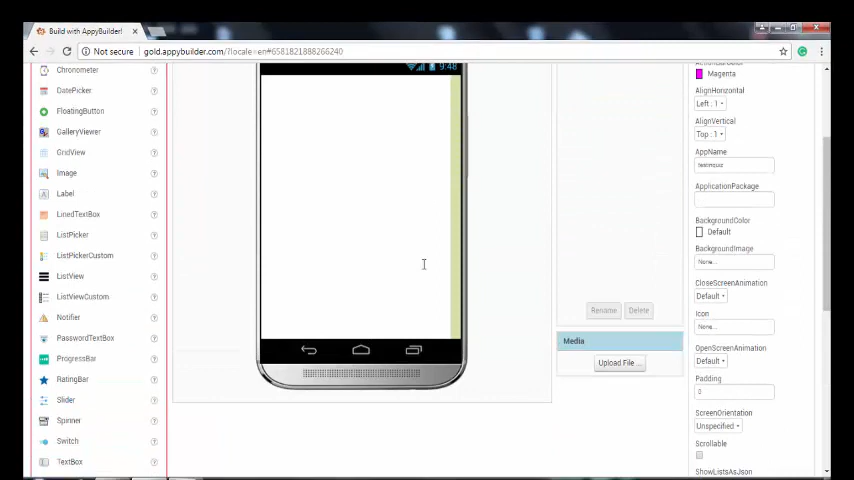 Build with AppyBuilder
Not secure
gold.appybuilder.com/?locale=en#6581821888266240
Chronometer
DatePicker
FloatingButton
GalleryViewer
GridView
Image
Label
LinedTextBox
ListPicker
ListPickerCustom
ListView
ListViewCustom
Notifier
PasswordTextBox
ProgressBar
RatingBar
Slider
Spinner
Switch
TextBox
9:48
Rename
Delete
Media
Upload File ...
Magenta
AlignHorizontal
Left : 1
AlignVertical
Top : 1
AppName
testinquiz
ApplicationPackage
BackgroundColor
Default
BackgroundImage
None...
CloseScreenAnimation
Default
Icon
None...
OpenScreenAnimation
Default
Padding
0
ScreenOrientation
Unspecified
Scrollable
ShowListsAsJson